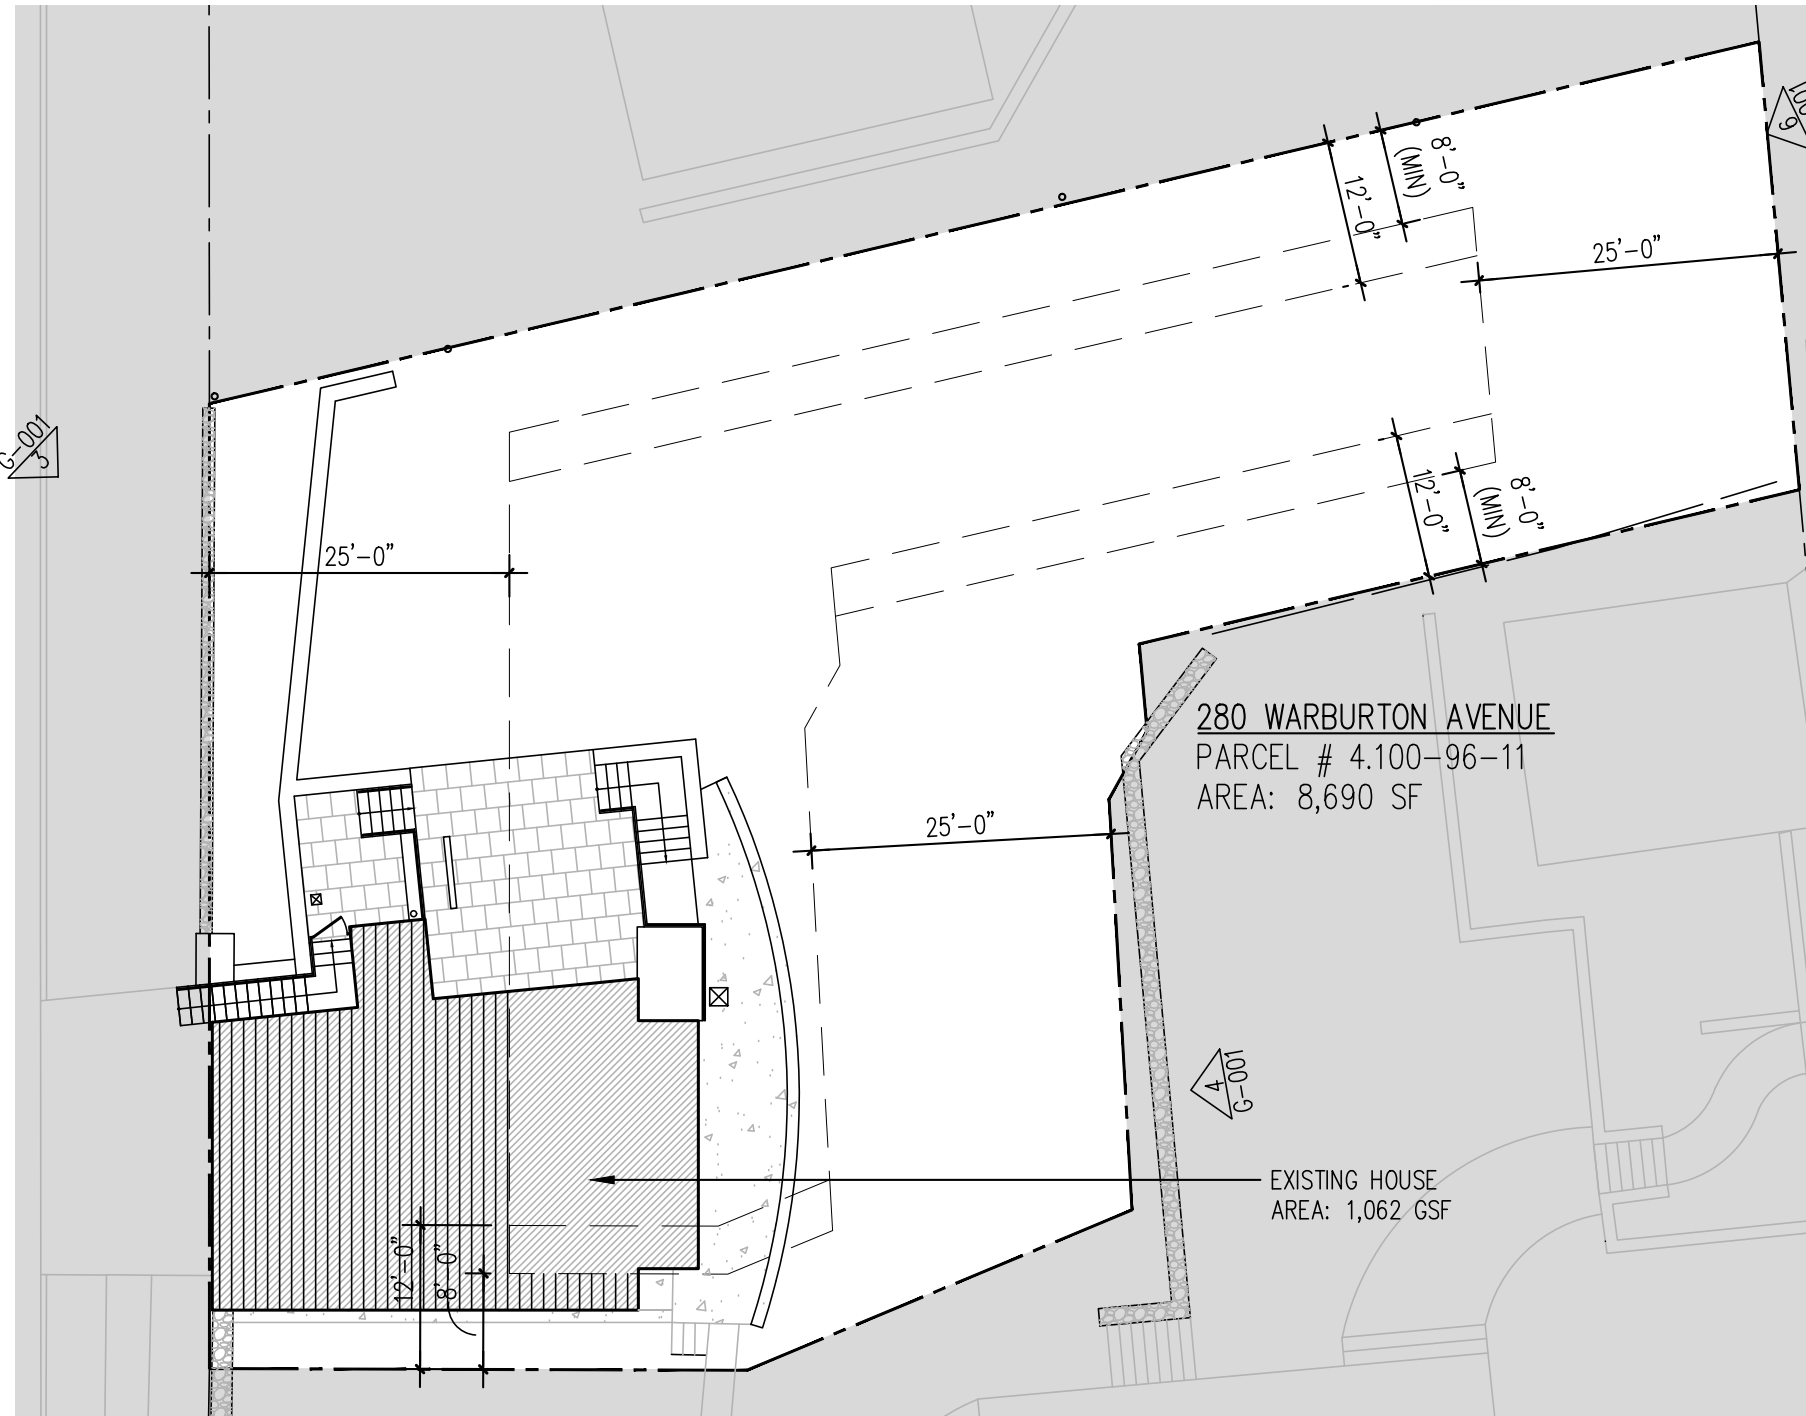 8'-0"
(MIN)
12'-0"
25'-0"
9
G-001
3
25'-0"
12'-0"
8'-0"
(MIN)
280 WARBURTON AVENUE
PARCEL # 4.100-96-11
AREA: 8,690 SF
25'-0"
4
G-001
EXISTING HOUSE
AREA: 1,062 GSF
12'-0"
8'-0"